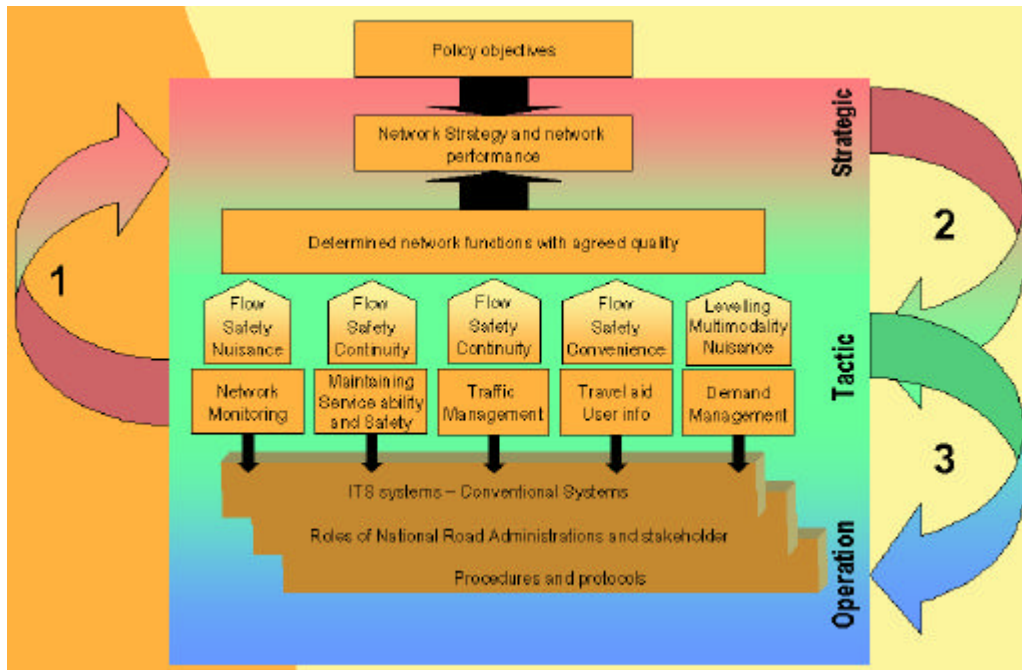 Policy objectives
Network Strategy and network
performance
Determined network functions with agreed quality
Flow
Safety
Nuisance
Flow
Safety
Continuity
Flow
Safety
Continuity
Flow
Safety
Convenience
Levelling
Multimodality
Nuisance
Network
Monitoring
Maintaining
Service ability
and Safety
Traffic
Management
Travel aid
User info
Demand
Management
ITS systems – Conventional Systems
Roles of National Road Administrations and stakeholder
Procedures and protocols
Strategic
Tactic
Operation
1
2
3